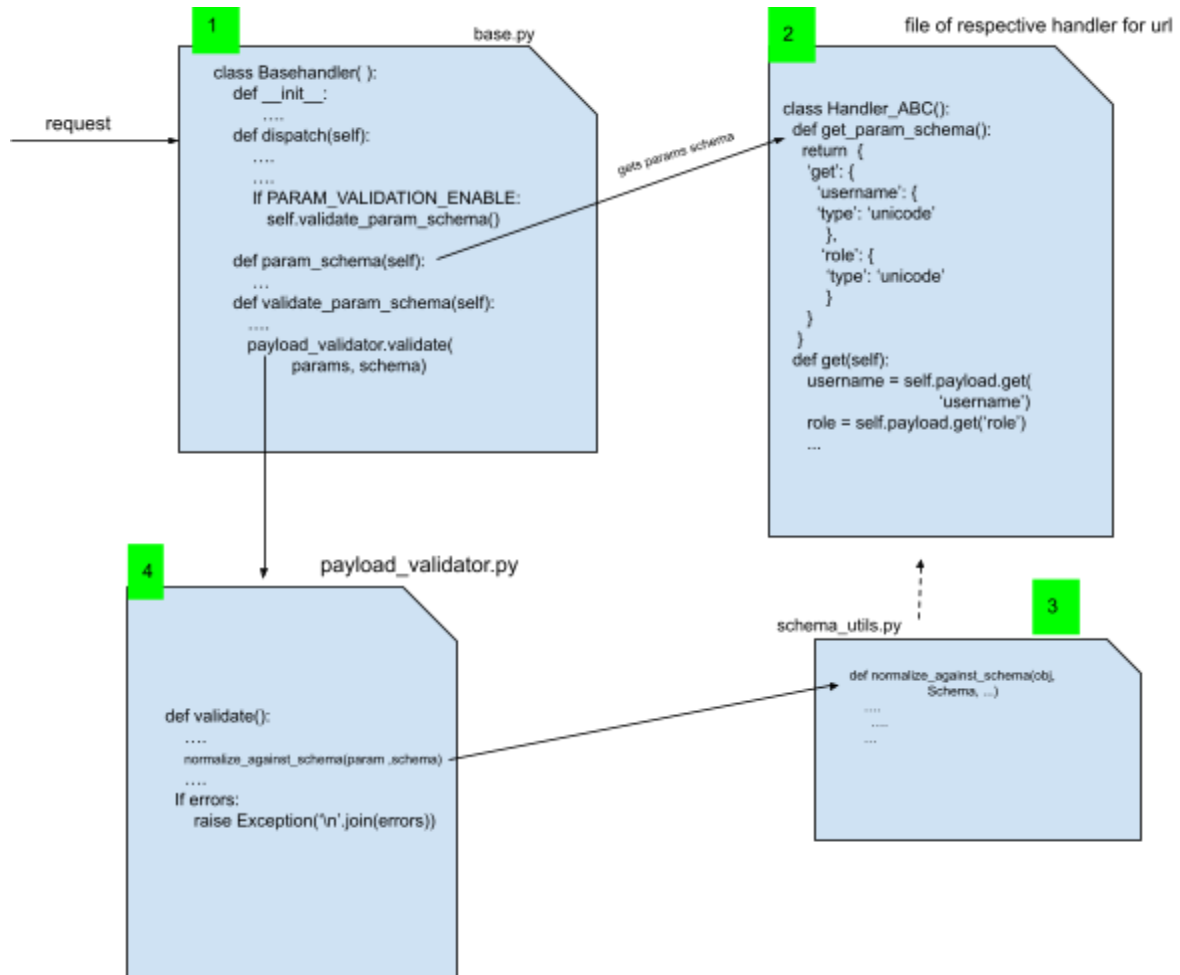 1
base.py
class Basehandler( ):
def __init__:
….
def dispatch(self):
….
….
If PARAM_VALIDATION_ENABLE:
self.validate_param_schema()
def param_schema(self):
…
def validate_param_schema(self):
….
payload_validator.validate(
params, schema)
request
gets params schema
2
file of respective handler for url
class Handler_ABC():
def get_param_schema():
return {
‘get’: {
‘username’: {
‘type’: ‘unicode’
},
‘role’: {
‘type’: ‘unicode’
}
}
}
def get(self):
username = self.payload.get(
‘username’)
role = self.payload.get(‘role’)
...
3
schema_utils.py
def normalize_against_schema(obj,
Schema, ...)
….
….
…
4
payload_validator.py
def validate():
….
normalize_against_schema(param ,schema)
….
If errors:
raise Exception(‘\n’.join(errors))